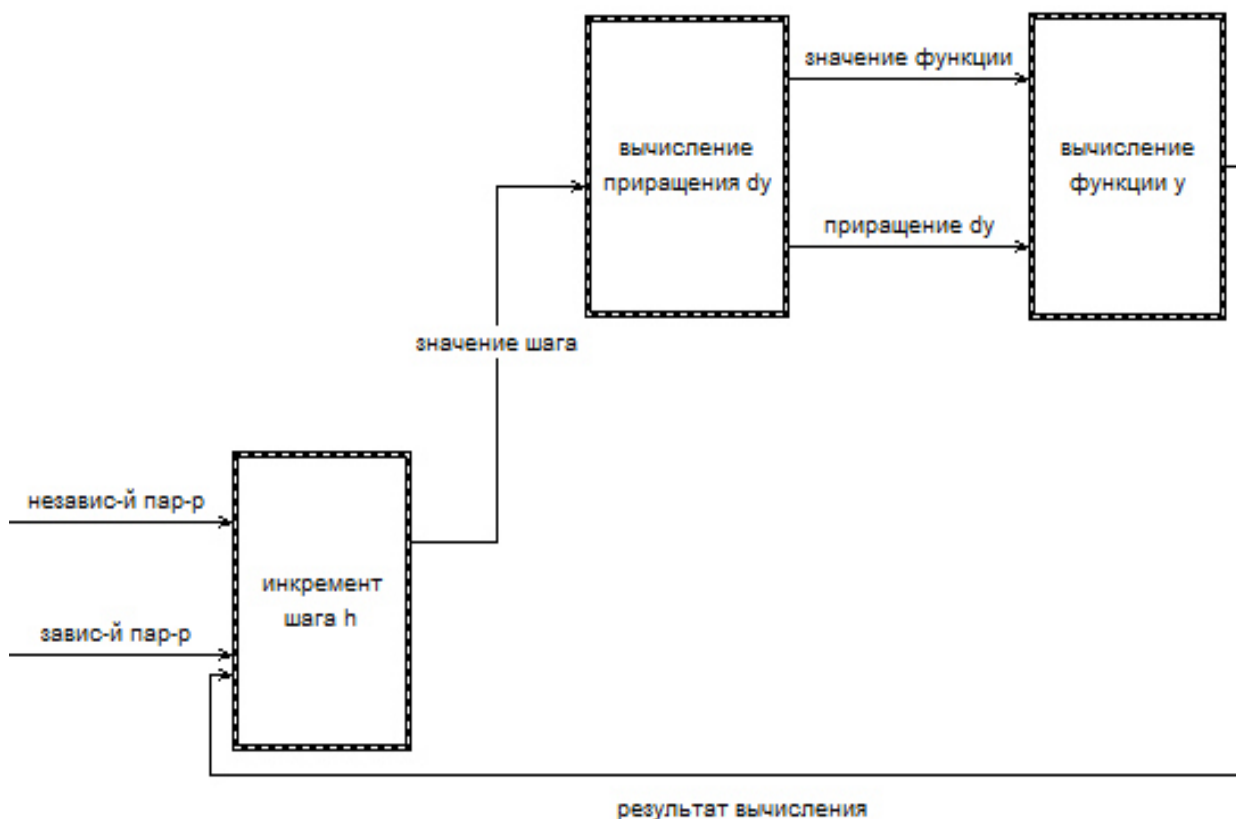 значение функции
вычисление
приращения dy
вычисление
функции y
приращение dy
значение шага
независ-й пар-р
инкремент
шага h
завис-й пар-р
результат вычисления